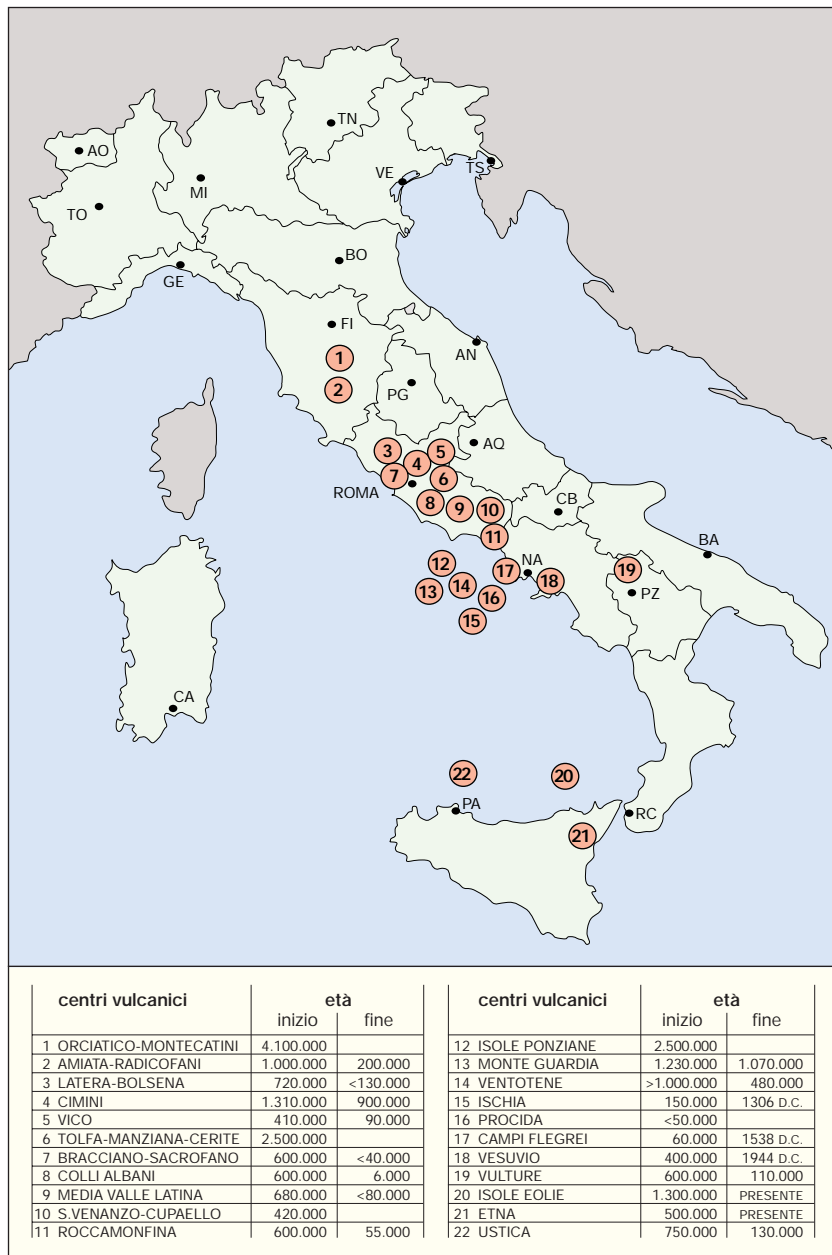 TN
AO
TS
VE
MI
TO
BO
GE
FI
1
AN
2
PG
3
5
AQ
4
7
6
ROMA
8
9
10
CB
11
BA
12
17
NA
19
13
14
18
16
PZ
15
CA
22
20
PA
RC
21
centri vulcanici età
inizio fine
1 ORCIATICO-MONTECATINI 4.100.000
2 AMIATA-RADICOFANI 1.000.000 200.000
3 LATERA-BOLSENA 720.000 <130.000
4 CIMINI 1.310.000 900.000
5 VICO 410.000 90.000
6 TOLFA-MANZIANA-CERITE 2.500.000
7 BRACCIANO-SACROFANO 600.000 <40.000
8 COLLI ALBANI 600.000 6.000
9 MEDIA VALLE LATINA 680.000 <80.000
10 S.VENANZO-CUPAELLO 420.000
11 ROCCAMONFINA 600.000 55.000
centri vulcanici età
inizio fine
12 ISOLE PONZIANE 2.500.000
13 MONTE GUARDIA 1.230.000 1.070.000
14 VENTOTENE >1.000.000 480.000
15 ISCHIA 150.000 1306 D.C.
16 PROCIDA <50.000
17 CAMPI FLEGREI 60.000 1538 D.C.
18 VESUVIO 400.000 1944 D.C.
19 VULTURE 600.000 110.000
20 ISOLE EOLIE 1.300.000 PRESENTE
21 ETNA 500.000 PRESENTE
22 USTICA 750.000 130.000